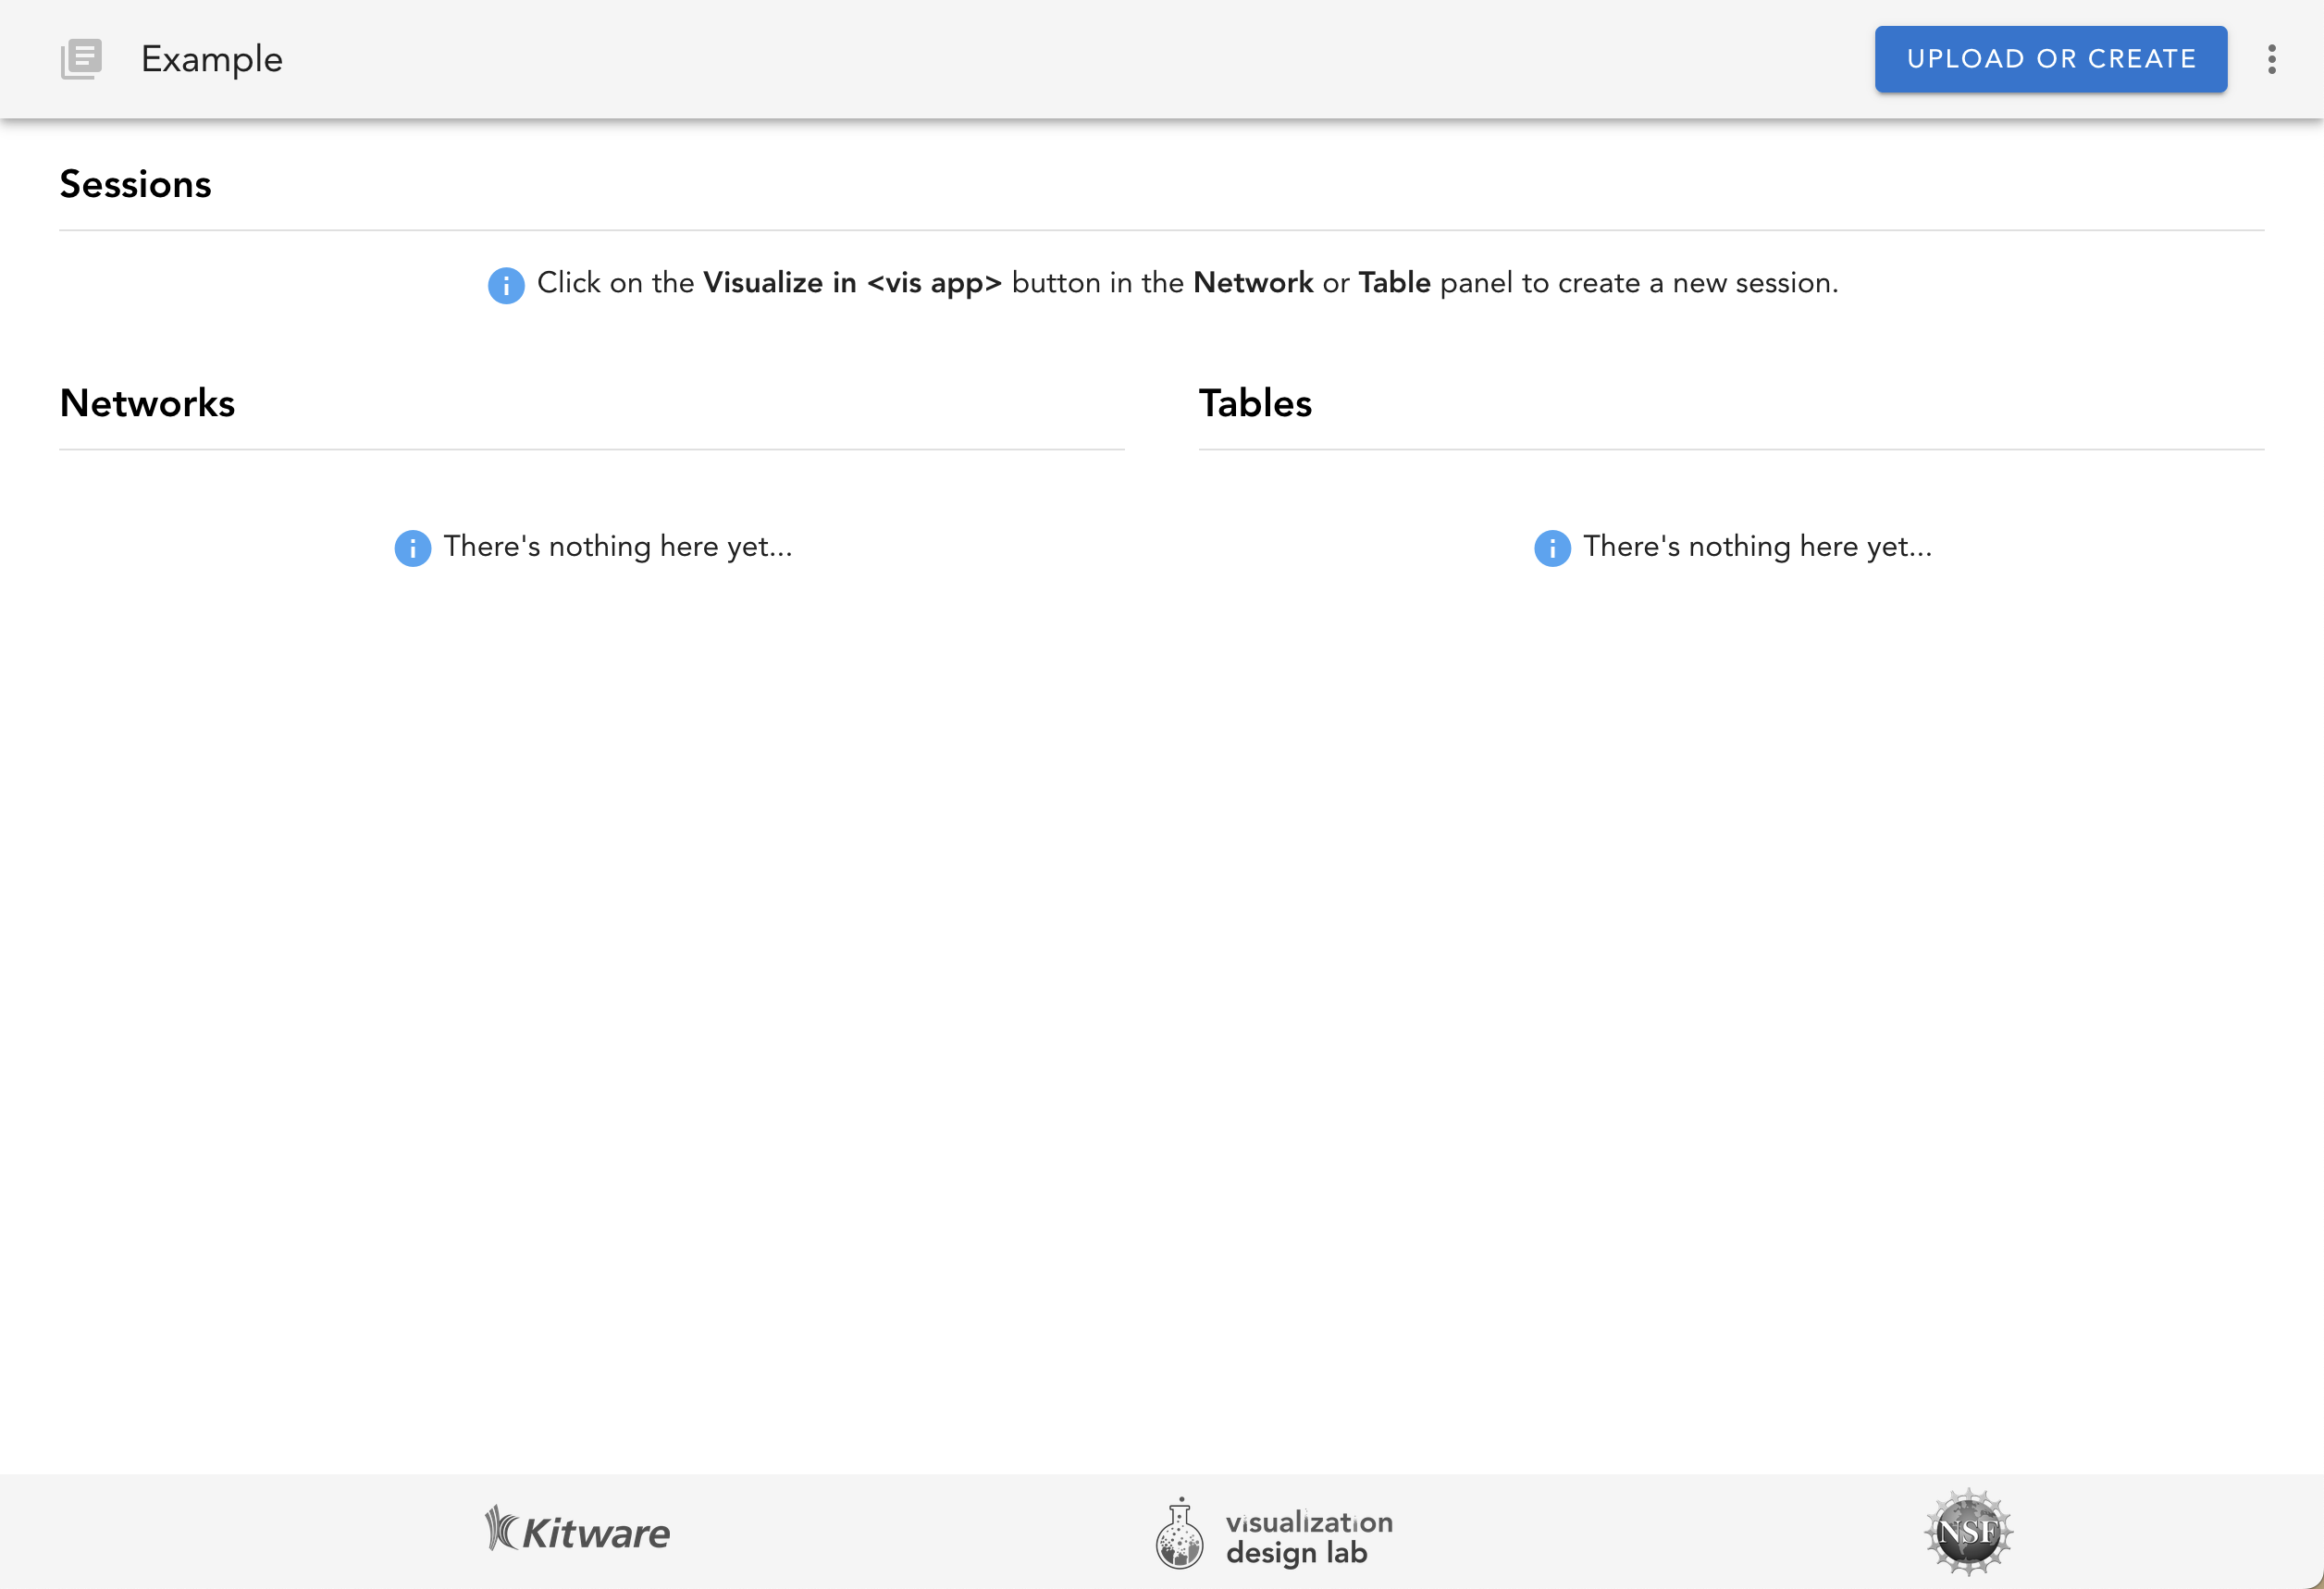 Example
UPLOAD OR CREATE
Sessions
Click on the Visualize in <vis app> button in the Network or Table panel to create a new session.
Networks
Tables
There's nothing here yet...
There's nothing here yet...
Kitware
visualization
design lab
NSF